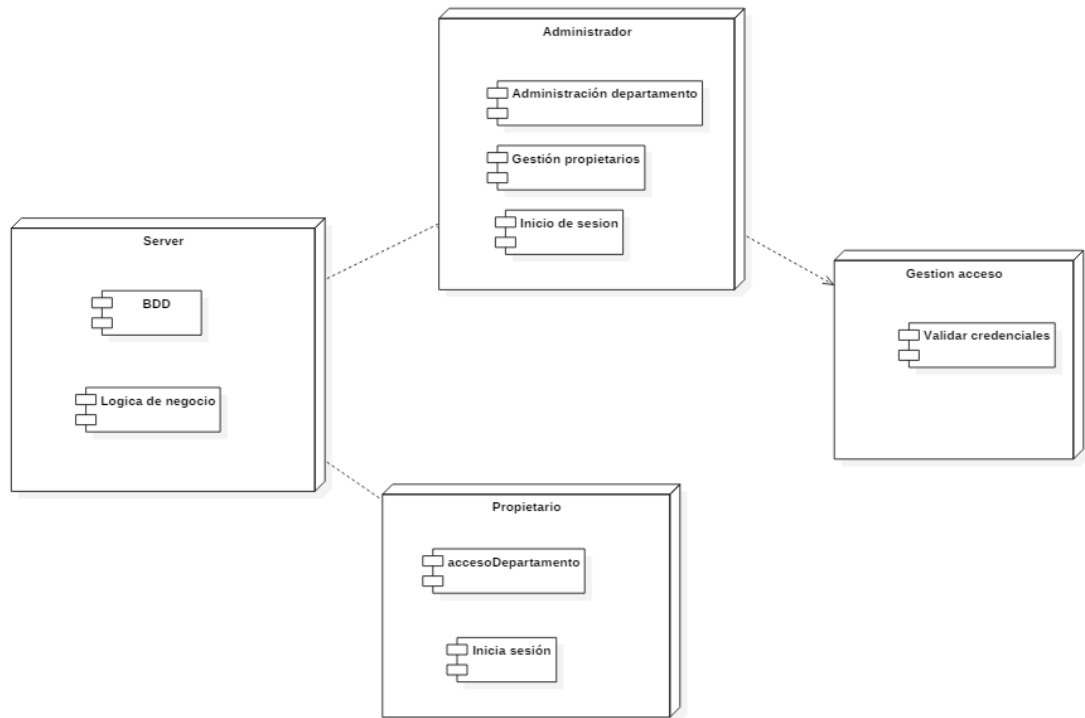 Administrador
Administración departamento
Gestión propietarios
Inicio de sesion
Server
BDD
Logica de negocio
Gestion acceso
Validar credenciales
Propietario
accesoDepartamento
Inicia sesión